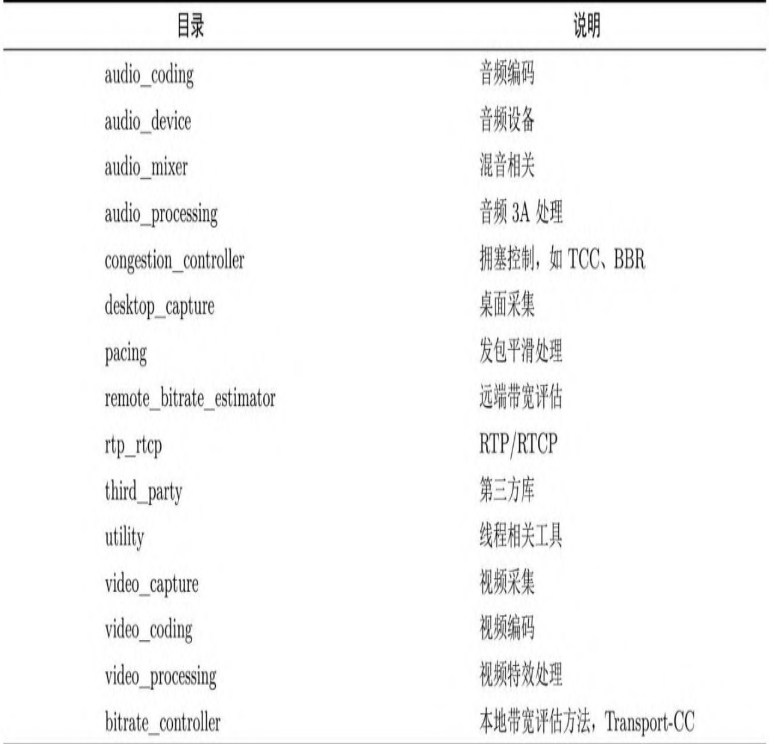 目录 说明
audio_coding 音频编码
audio_device 音频设备
audio_mixer 混音相关
audio_processing 音频 3A 处理
congestion_controller 拥塞控制，如 TCC、BBR
desktop_capture 桌面采集
pacing 发包平滑处理
remote_bitrate_estimator 远端带宽评估
rtp_rtcp RTP/RTCP
third_party 第三方库
utility 线程相关工具
video_capture 视频采集
video_coding 视频编码
video_processing 视频特效处理
bitrate_controller 本地带宽评估方法，Transport-CC